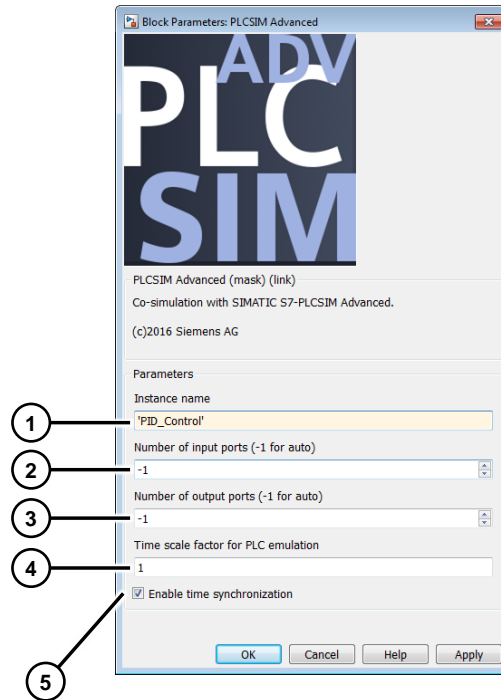 Block Parameters: PLCSIM Advanced
ADV
PLC
SIM
PLCSIM Advanced (mask) (link)
Co-simulation with SIMATIC S7-PLCSIM Advanced.
(c)2016 Siemens AG
Parameters
Instance name
1
'PID_Control'
Number of input ports (-1 for auto)
2
-1
Number of output ports (-1 for auto)
3
-1
Time scale factor for PLC emulation
4
1
Enable time synchronization
5
OK Cancel Help Apply